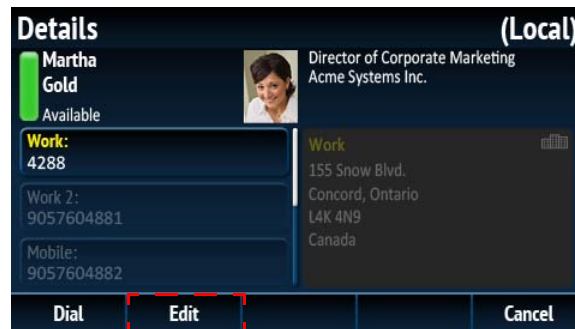 Details
(Local)
Martha
Gold
Available
Director of Corporate Marketing
Acme Systems Inc.
Work:
4288
Work 2:
9057604881
Mobile:
9057604882
Work
155 Snow Blvd.
Concord, Ontario
L4K 4N9
Canada
Dial
Edit
Cancel